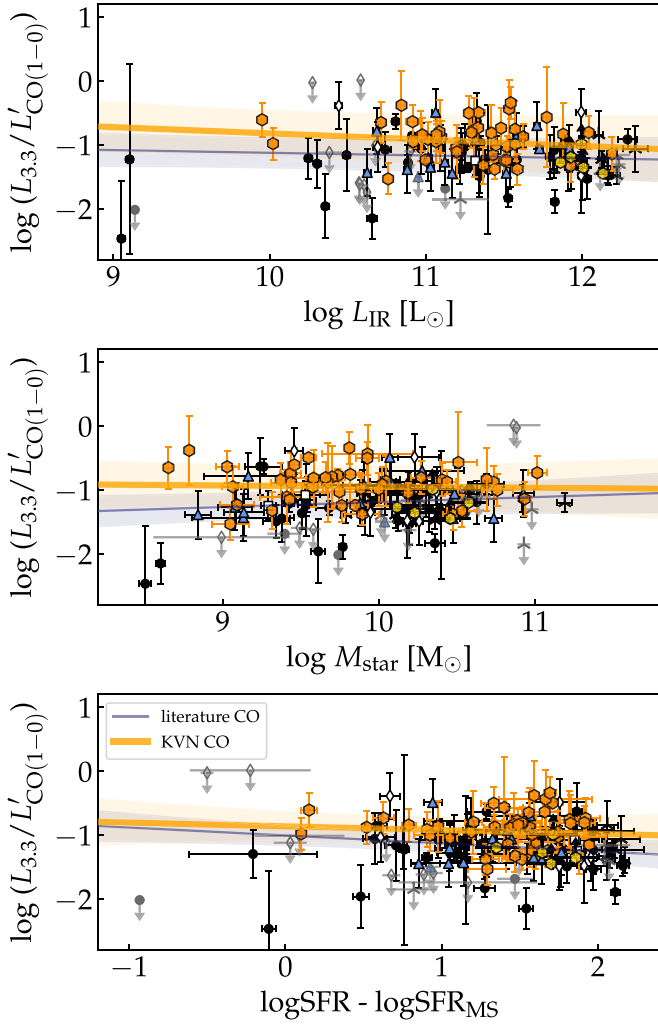 log (L3.3/L′CO(1−0))
1
0
−1
−2
9 10 11 12
log LIR [L⊙]
log (L3.3/L′CO(1−0))
1
0
−1
−2
9 10 11
log Mstar [M⊙]
log (L3.3/L′CO(1−0))
1
0
−1
−2
literature CO
KVN CO
−1 0 1 2
logSFR - logSFRMS